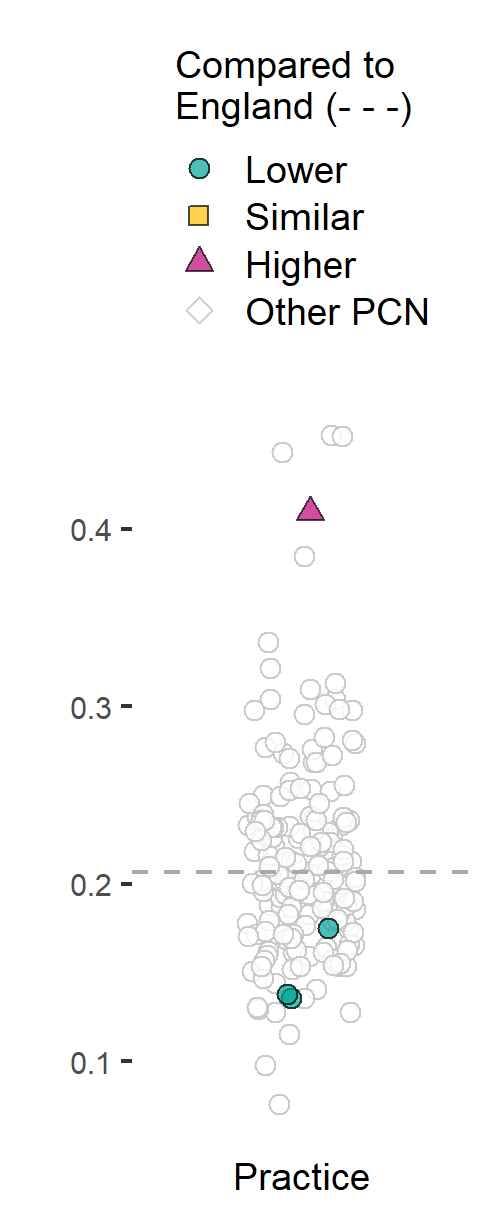 Compared to
England (- - -)
Lower
Similar
Higher
Other PCN
0.4
0.3
0.2
0.1
Practice